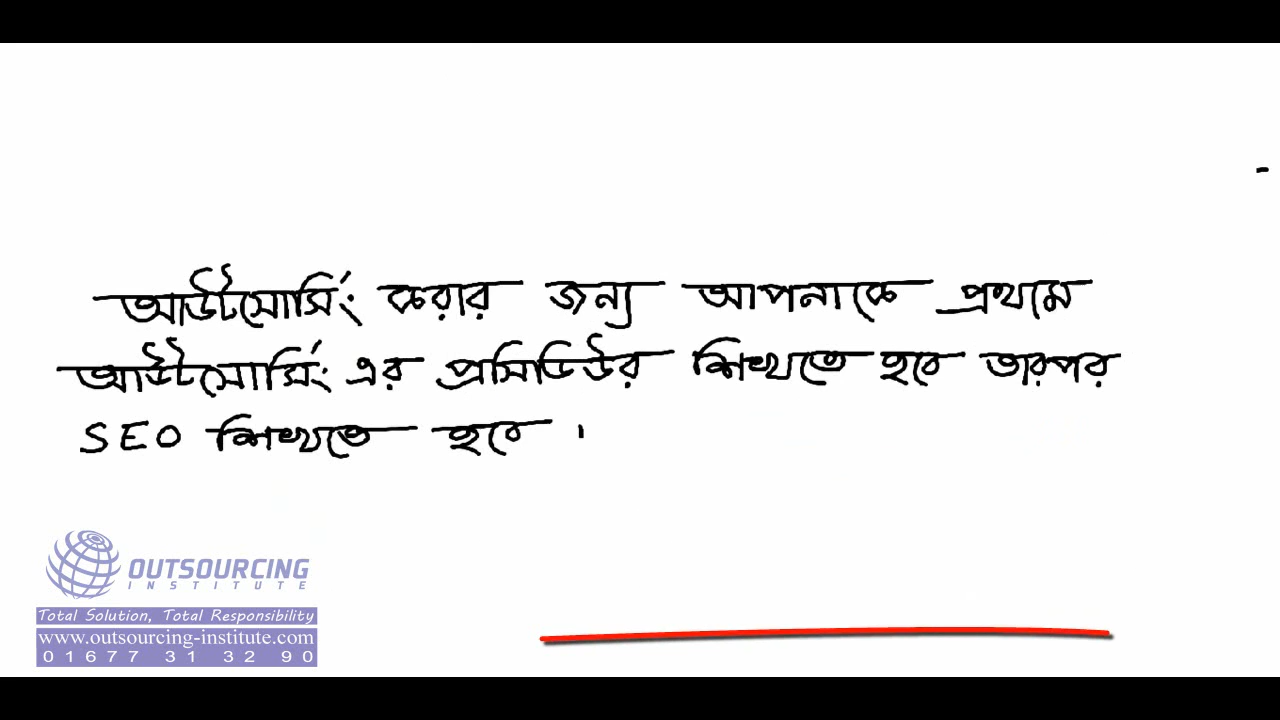 আউটসোর্সিং করার জন্য আপনাকে প্রথমে
আউটসোর্সিং এর প্রসিডিউর শিখতে হবে তারপর
SEO শিখতে হবে ।
OUTSOURCING
INSTITUTE
Total Solution, Total Responsibility
www.outsourcing-institute.com
01677 31 32 90